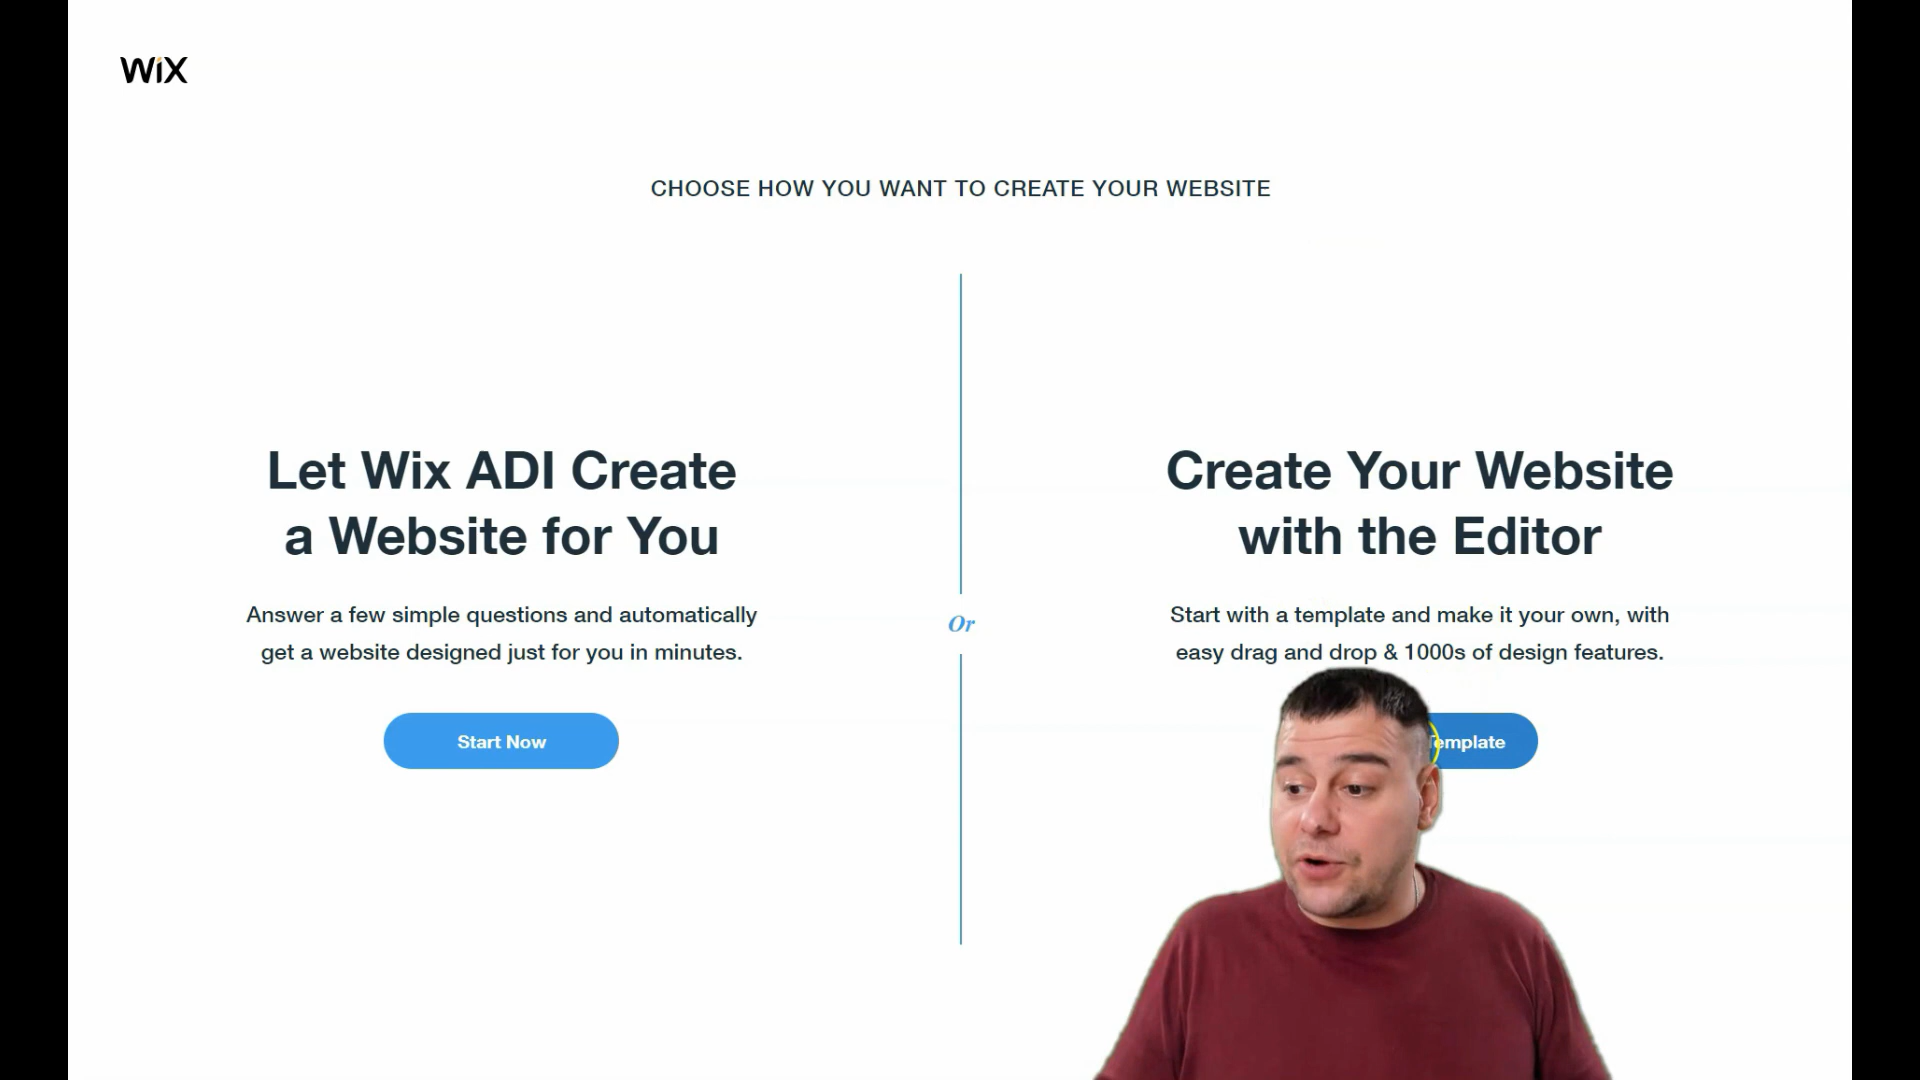 WiX
CHOOSE HOW YOU WANT TO CREATE YOUR WEBSITE
Let Wix ADI Create
a Website for You
Answer a few simple questions and automatically
get a website designed just for you in minutes.
Start Now
Or
Create Your Website
with the Editor
Start with a template and make it your own, with
easy drag and drop & 1000s of design features.
Template